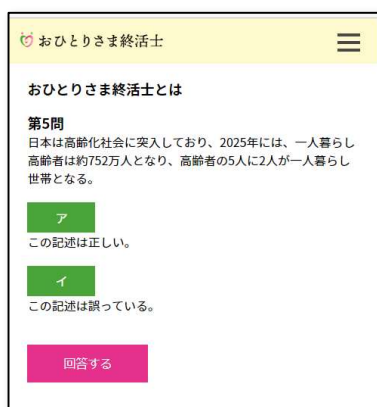 おひとりさま終活士
おひとりさま終活士とは
第5問
日本は高齢化社会に突入しており、2025年には、一人暮らし
高齢者は約752万人となり、高齢者の5人に2人が一人暮らし
世帯となる。
ア
この記述は正しい。
イ
この記述は誤っている。
回答する